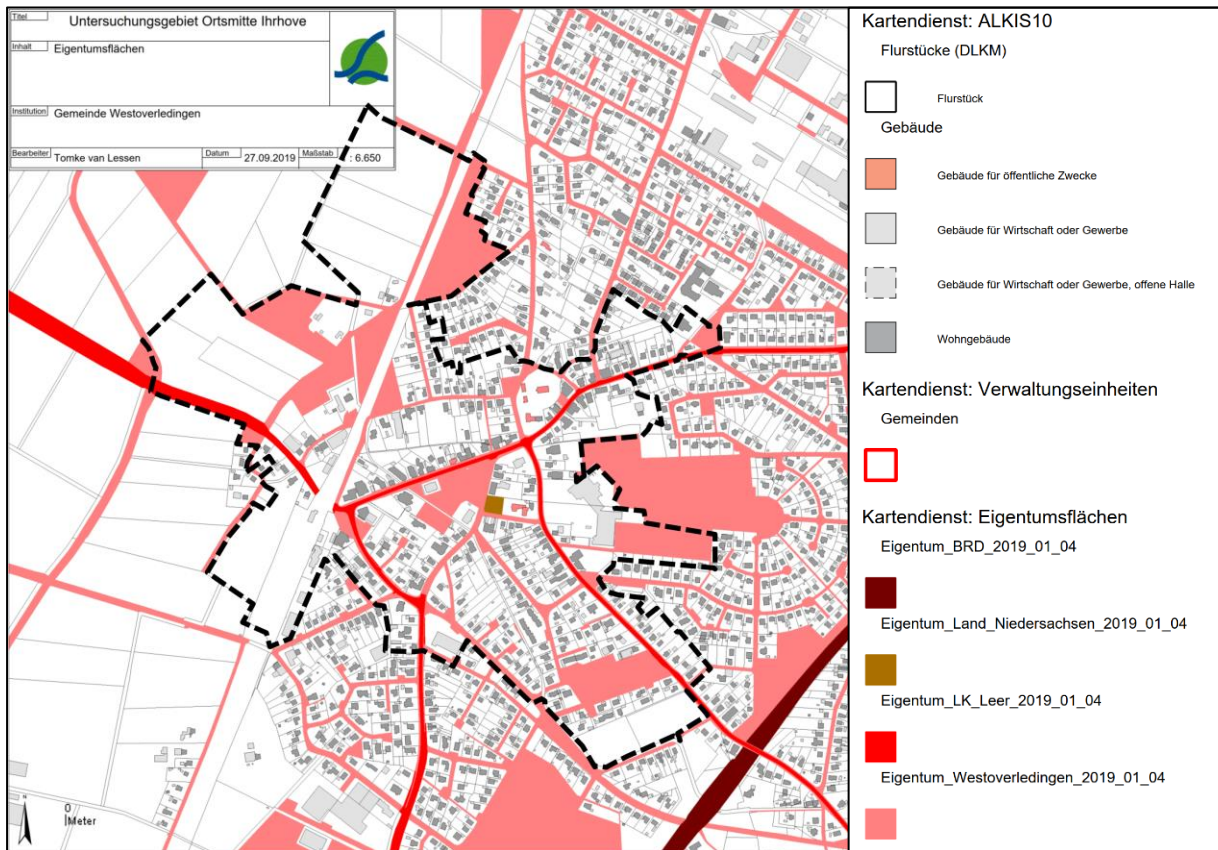 Titel
Untersuchungsgebiet Ortsmitte Ihrhove
Inhalt
Eigentumsflächen
Institution
Gemeinde Westoverledingen
Bearbeiter Tomke van Lessen Datum 27.09.2019 Maßstab : 6.650
N
0
Meter
Kartendienst: ALKIS10
Flurstücke (DLKM)
Flurstück
Gebäude
Gebäude für öffentliche Zwecke
Gebäude für Wirtschaft oder Gewerbe
Gebäude für Wirtschaft oder Gewerbe, offene Halle
Wohngebäude
Kartendienst: Verwaltungseinheiten
Gemeinden
Kartendienst: Eigentumsflächen
Eigentum_BRD_2019_01_04
Eigentum_Land_Niedersachsen_2019_01_04
Eigentum_LK_Leer_2019_01_04
Eigentum_Westoverledingen_2019_01_04